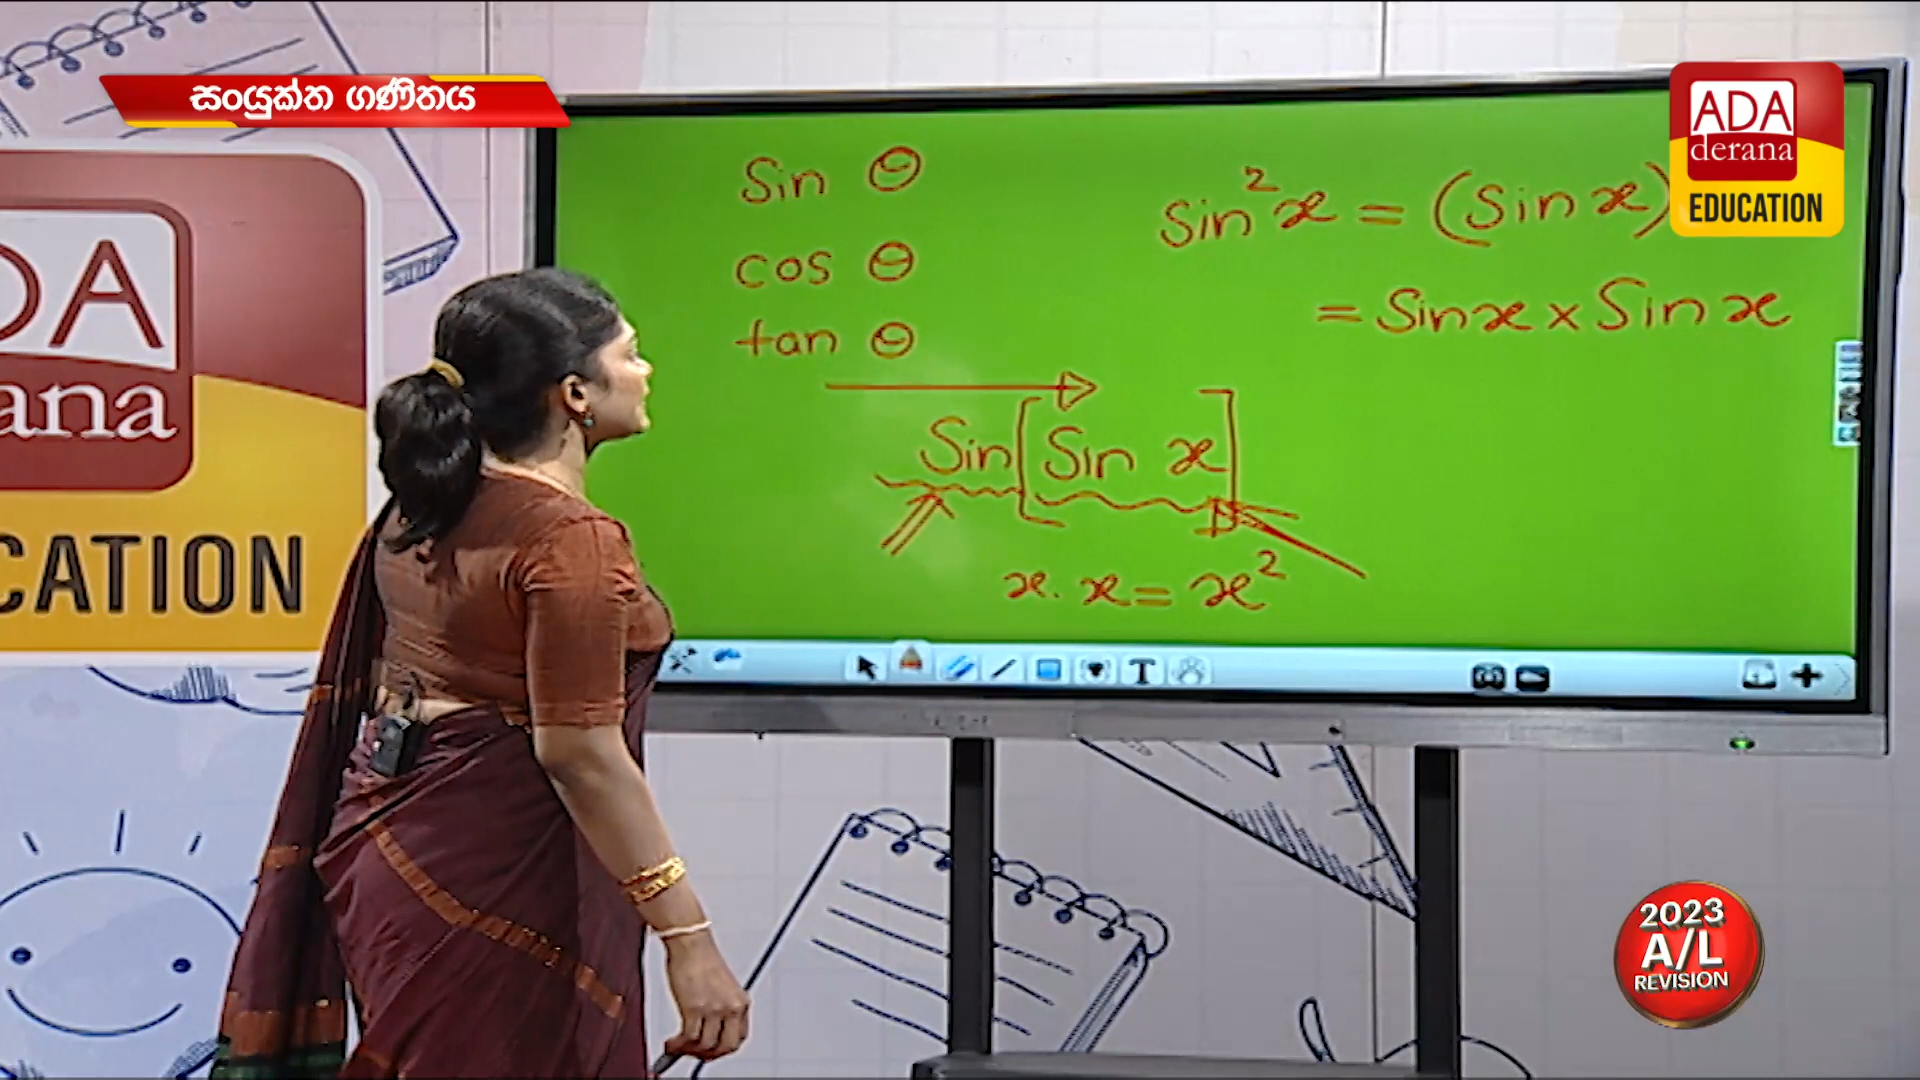 සංයුක්ත ගණිතය
ADA
derana
EDUCATION
DA
ana
CATION
Sin θ
cos θ
tan θ
Sin²x = (Sin x)
= Sinx × Sin x
Sin[Sin x]
x. x = x²
T
2023
A/L
REVISION